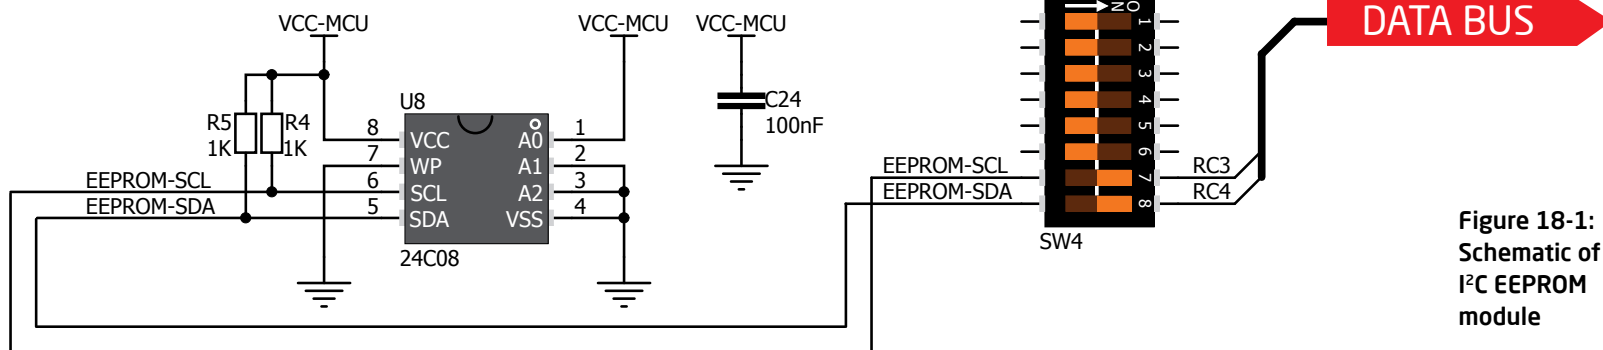 VCC-MCU
VCC-MCU
VCC-MCU
ON
DATA BUS
U8
R5
1K
R4
1K
8
7
6
5
VCC
WP
SCL
SDA
A0
A1
A2
VSS
1
2
3
4
24C08
EEPROM-SCL
EEPROM-SDA
C24
100nF
EEPROM-SCL
EEPROM-SDA
1
2
3
4
5
6
7
8
SW4
RC3
RC4
Figure 18-1:
Schematic of
I²C EEPROM
module